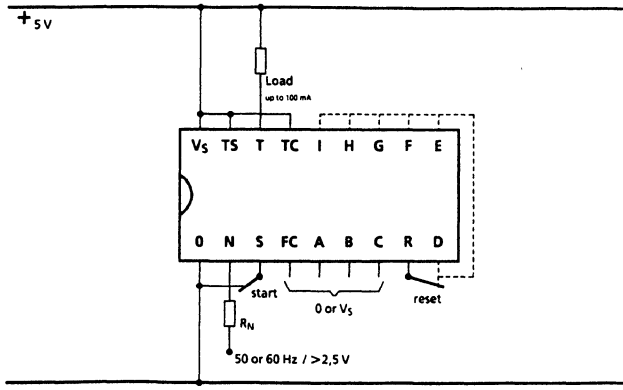 + 5 V
Load
up to 100 mA
VS TS T TC I H G F E
0 N S FC A B C R D
start
0 or VS
reset
RN
50 or 60 Hz / >2,5 V